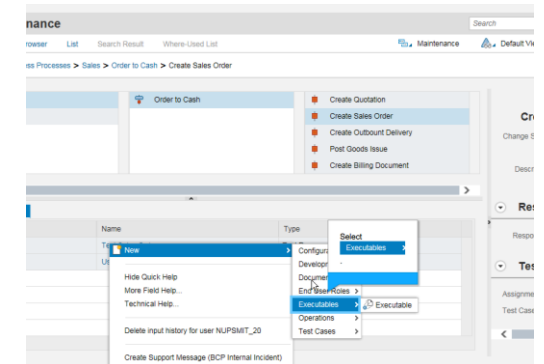 nance
Search
rowser List Search Result Where-Used List
Maintenance Default Vie
ess Processes > Sales > Order to Cash > Create Sales Order
Order to Cash
Create Quotation
Create Sales Order
Create Outbound Delivery
Post Goods Issue
Create Billing Document
Cr
Change S
Descr
Res
Respo
Tes
Assignme
Test Case
Name Type
New
Hide Quick Help
More Field Help...
Technical Help...
Delete input history for user NUPSMIT_20
Create Support Message (BCP Internal Incident)
Configura
Developm
Documen
End User Roles >
Executables >
Operations >
Test Cases >
Executable
Select
Executables >